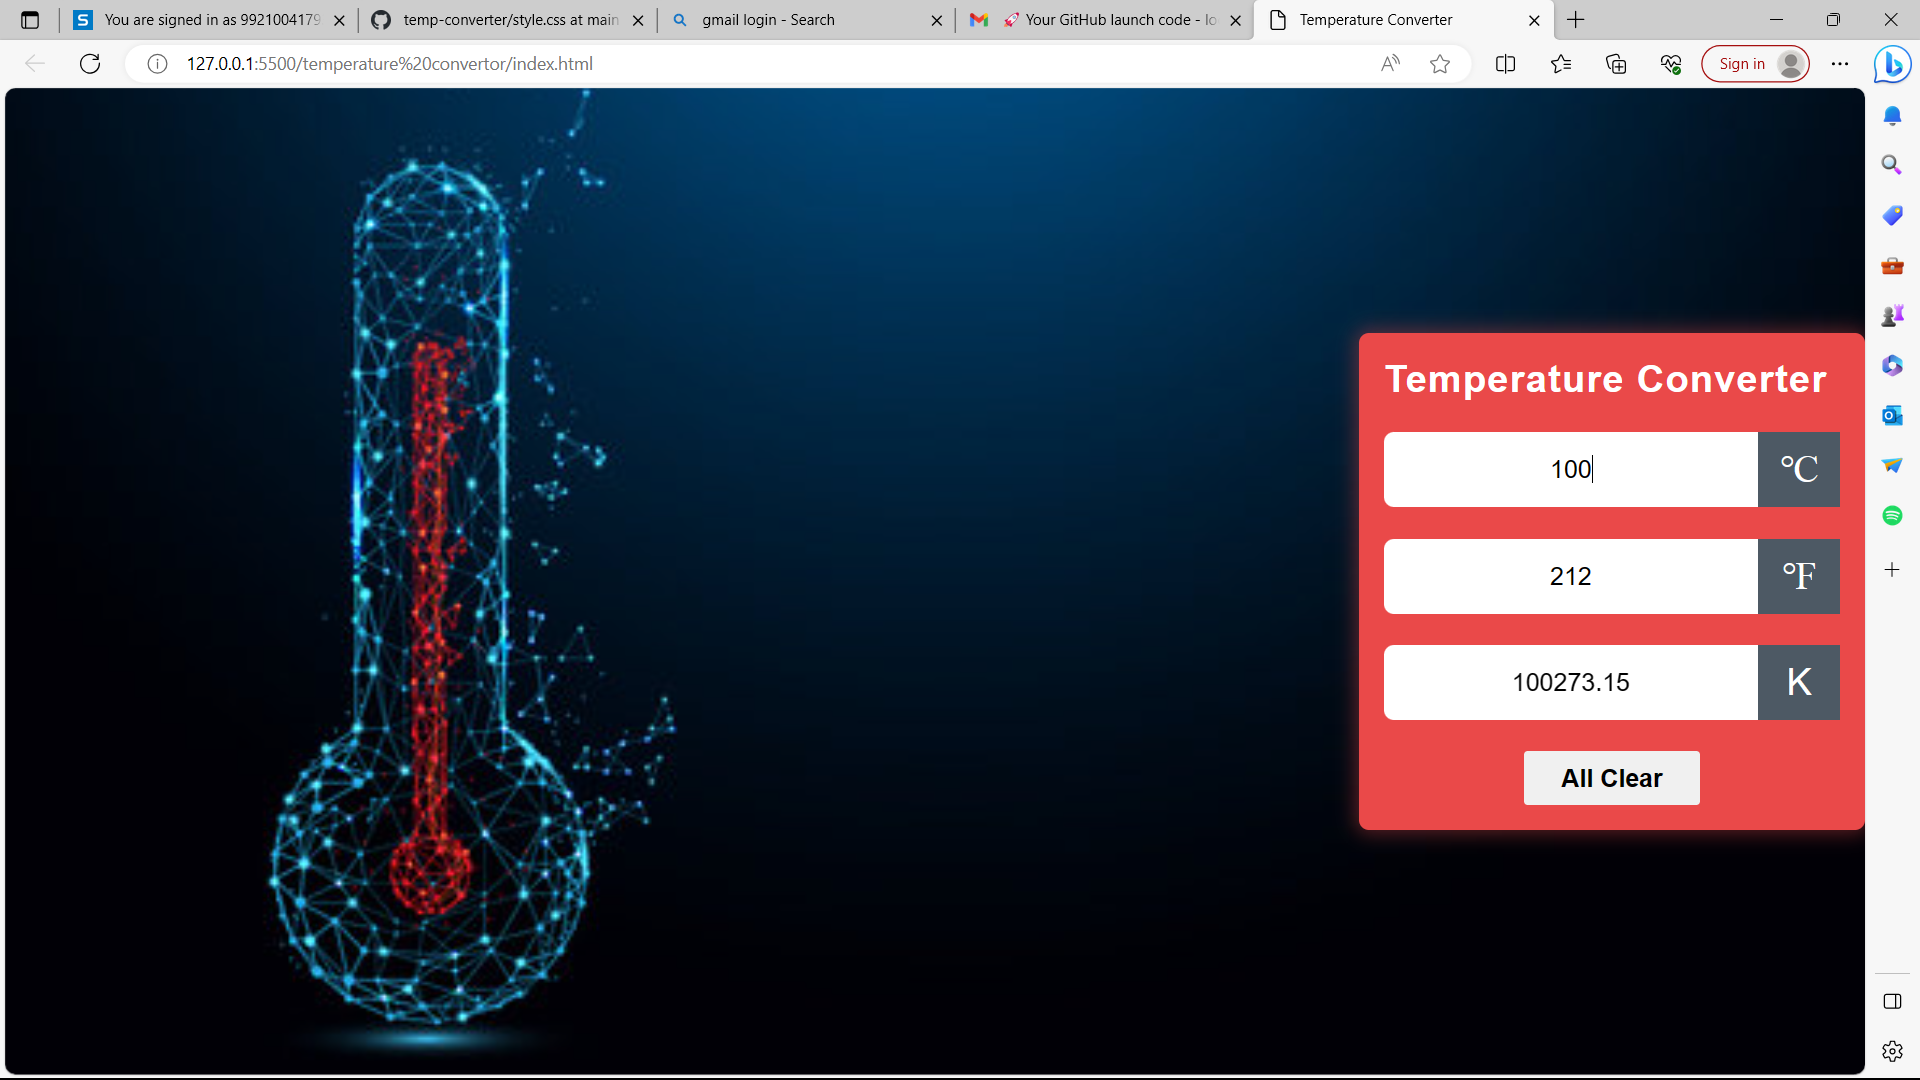 You are signed in as 9921004179
temp-converter/style.css at main
gmail login - Search
🚀 Your GitHub launch code - lo
Temperature Converter
127.0.0.1:5500/temperature%20convertor/index.html
Sign in
Temperature Converter
100
°C
212
°F
100273.15
K
All Clear